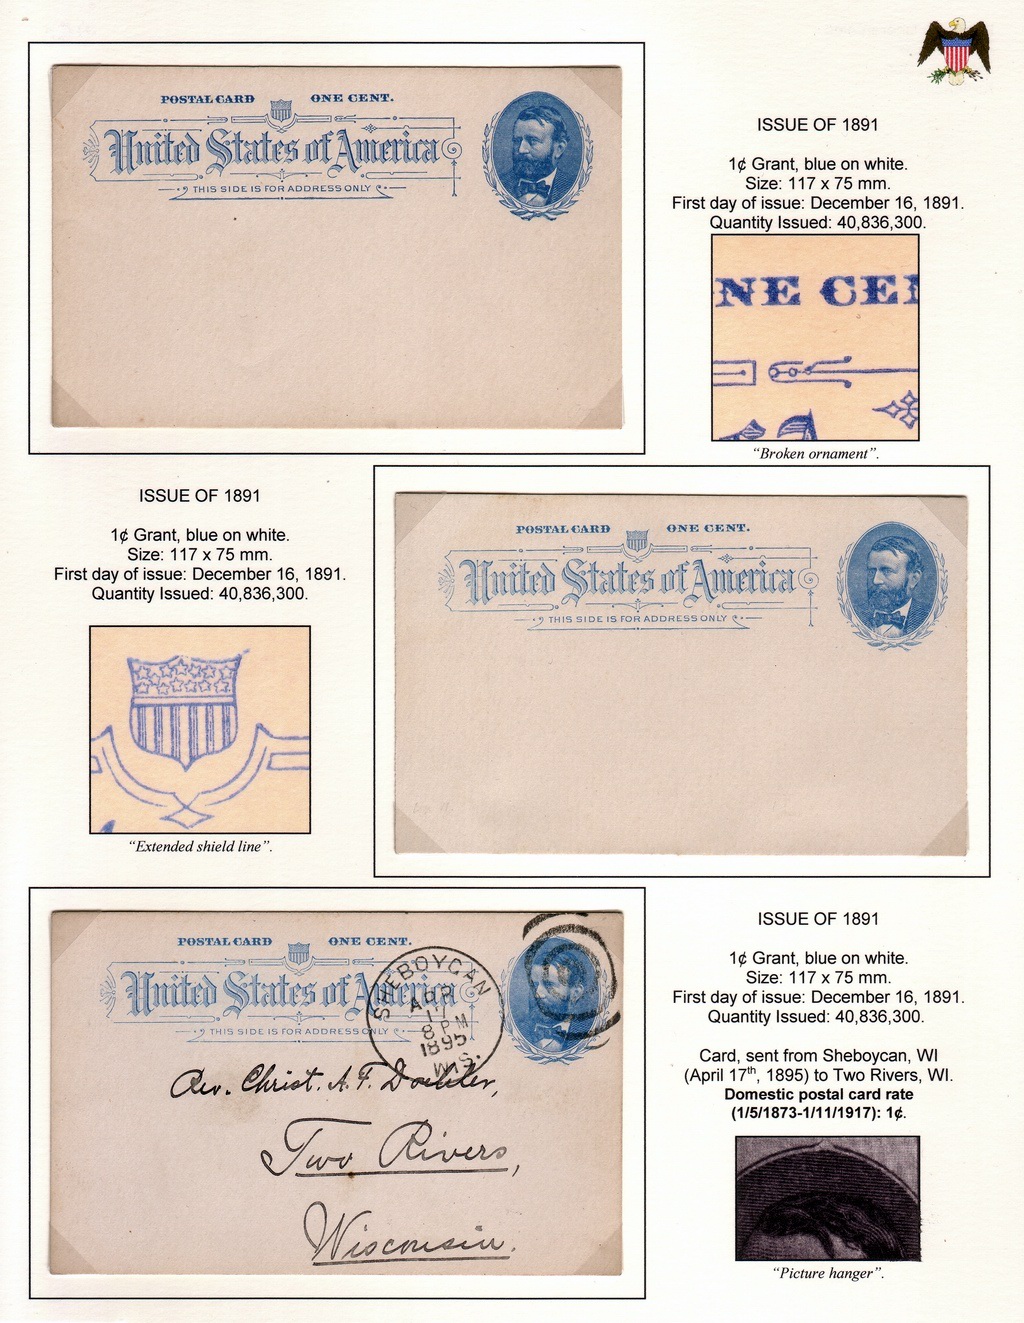 POSTAL CARD ONE CENT.
United States of America
THIS SIDE IS FOR ADDRESS ONLY
ISSUE OF 1891
1¢ Grant, blue on white.
Size: 117 x 75 mm.
First day of issue: December 16, 1891.
Quantity Issued: 40,836,300.
NE CEN
"Broken ornament".
ISSUE OF 1891
1¢ Grant, blue on white.
Size: 117 x 75 mm.
First day of issue: December 16, 1891.
Quantity Issued: 40,836,300.
"Extended shield line".
POSTAL CARD ONE CENT.
United States of America
THIS SIDE IS FOR ADDRESS ONLY
POSTAL CARD ONE CENT.
United States of America
THIS SIDE IS FOR ADDRESS ONLY
SHEBOYGAN
APR
17
8 PM
1895
WIS.
Rev. Christ. A. F.
Two Rivers,
Wisconsin.
ISSUE OF 1891
1¢ Grant, blue on white.
Size: 117 x 75 mm.
First day of issue: December 16, 1891.
Quantity Issued: 40,836,300.
Card, sent from Sheboycan, WI
(April 17th, 1895) to Two Rivers, WI.
Domestic postal card rate
(1/5/1873-1/11/1917): 1¢.
"Picture hanger".